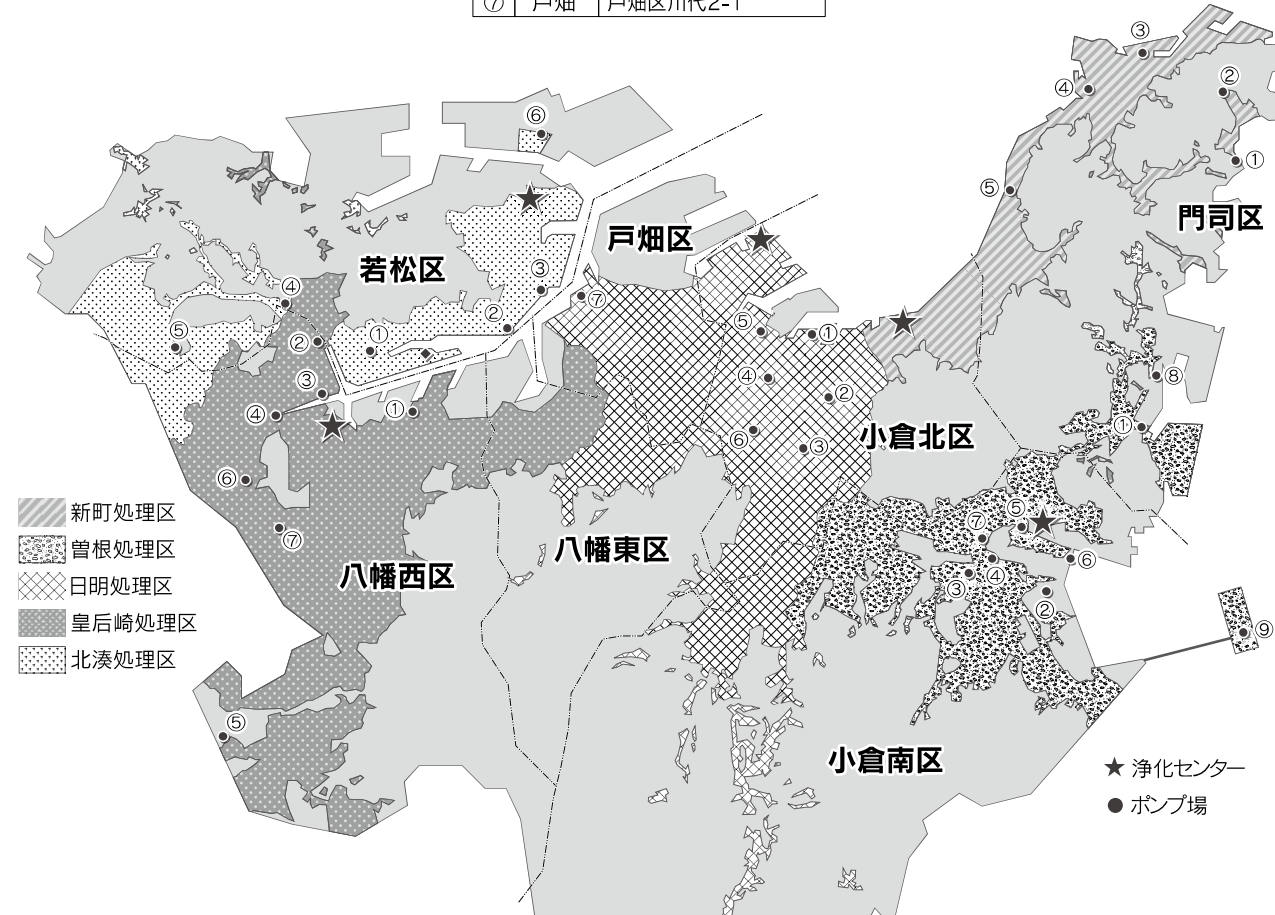 ⑦ 戸畑 戸畑区川代2-1
③
②
④
①
⑤
門司区
⑥
戸畑区
若松区
③
⑦
④
②
⑤
①
⑤
②
①
③
④
②
⑧
④
①
⑥
③
小倉北区
①
⑥
⑤
⑦
⑦
⑥
④
③
②
⑨
八幡東区
八幡西区
新町処理区
曽根処理区
日明処理区
皇后崎処理区
北湊処理区
⑤
小倉南区
★ 浄化センター
● ポンプ場